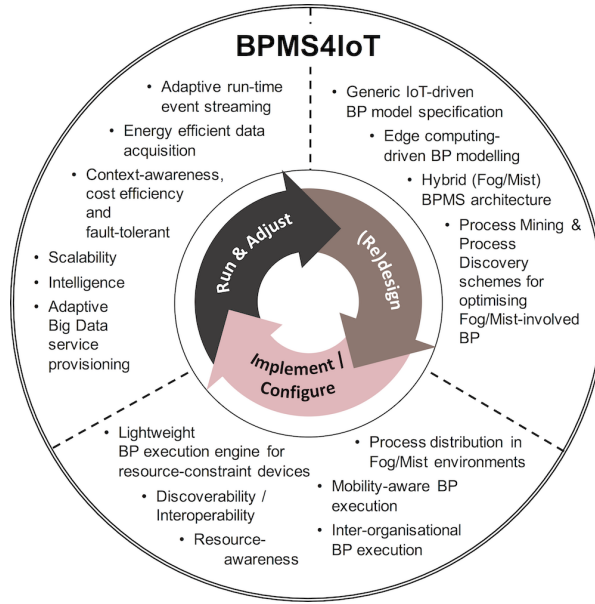 BPMS4IoT
• Adaptive run-time
event streaming
• Energy efficient data
acquisition
• Context-awareness,
cost efficiency
and
fault-tolerant
• Scalability
• Intelligence
• Adaptive
Big Data
service
provisioning
• Generic IoT-driven
BP model specification
• Edge computing-
driven BP modelling
• Hybrid (Fog/Mist)
BPMS architecture
• Process Mining &
Process
Discovery
schemes for
optimising
Fog/Mist-involved
BP
Run & Adjust
(Re)design
Implement /
Configure
• Lightweight
BP execution engine for
resource-constraint devices
• Discoverability /
Interoperability
• Resource-
awareness
• Process distribution in
Fog/Mist environments
• Mobility-aware BP
execution
• Inter-organisational
BP execution